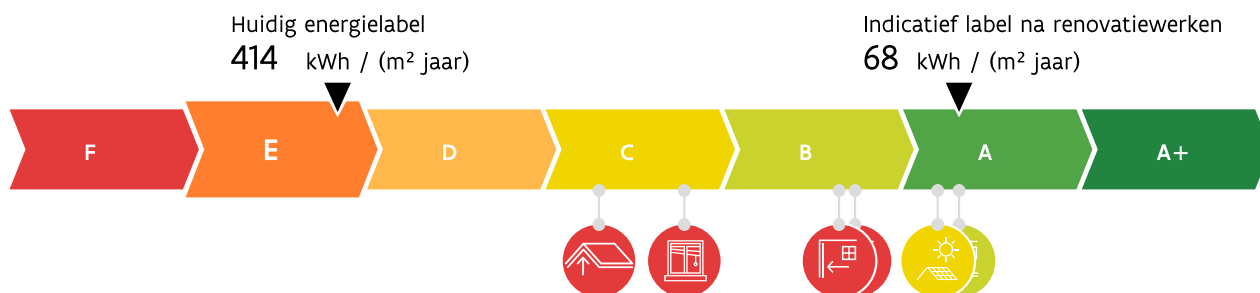 Huidig energielabel
414 kWh / (m² jaar)
Indicatief label na renovatiewerken
68 kWh / (m² jaar)
F E D C B A A+